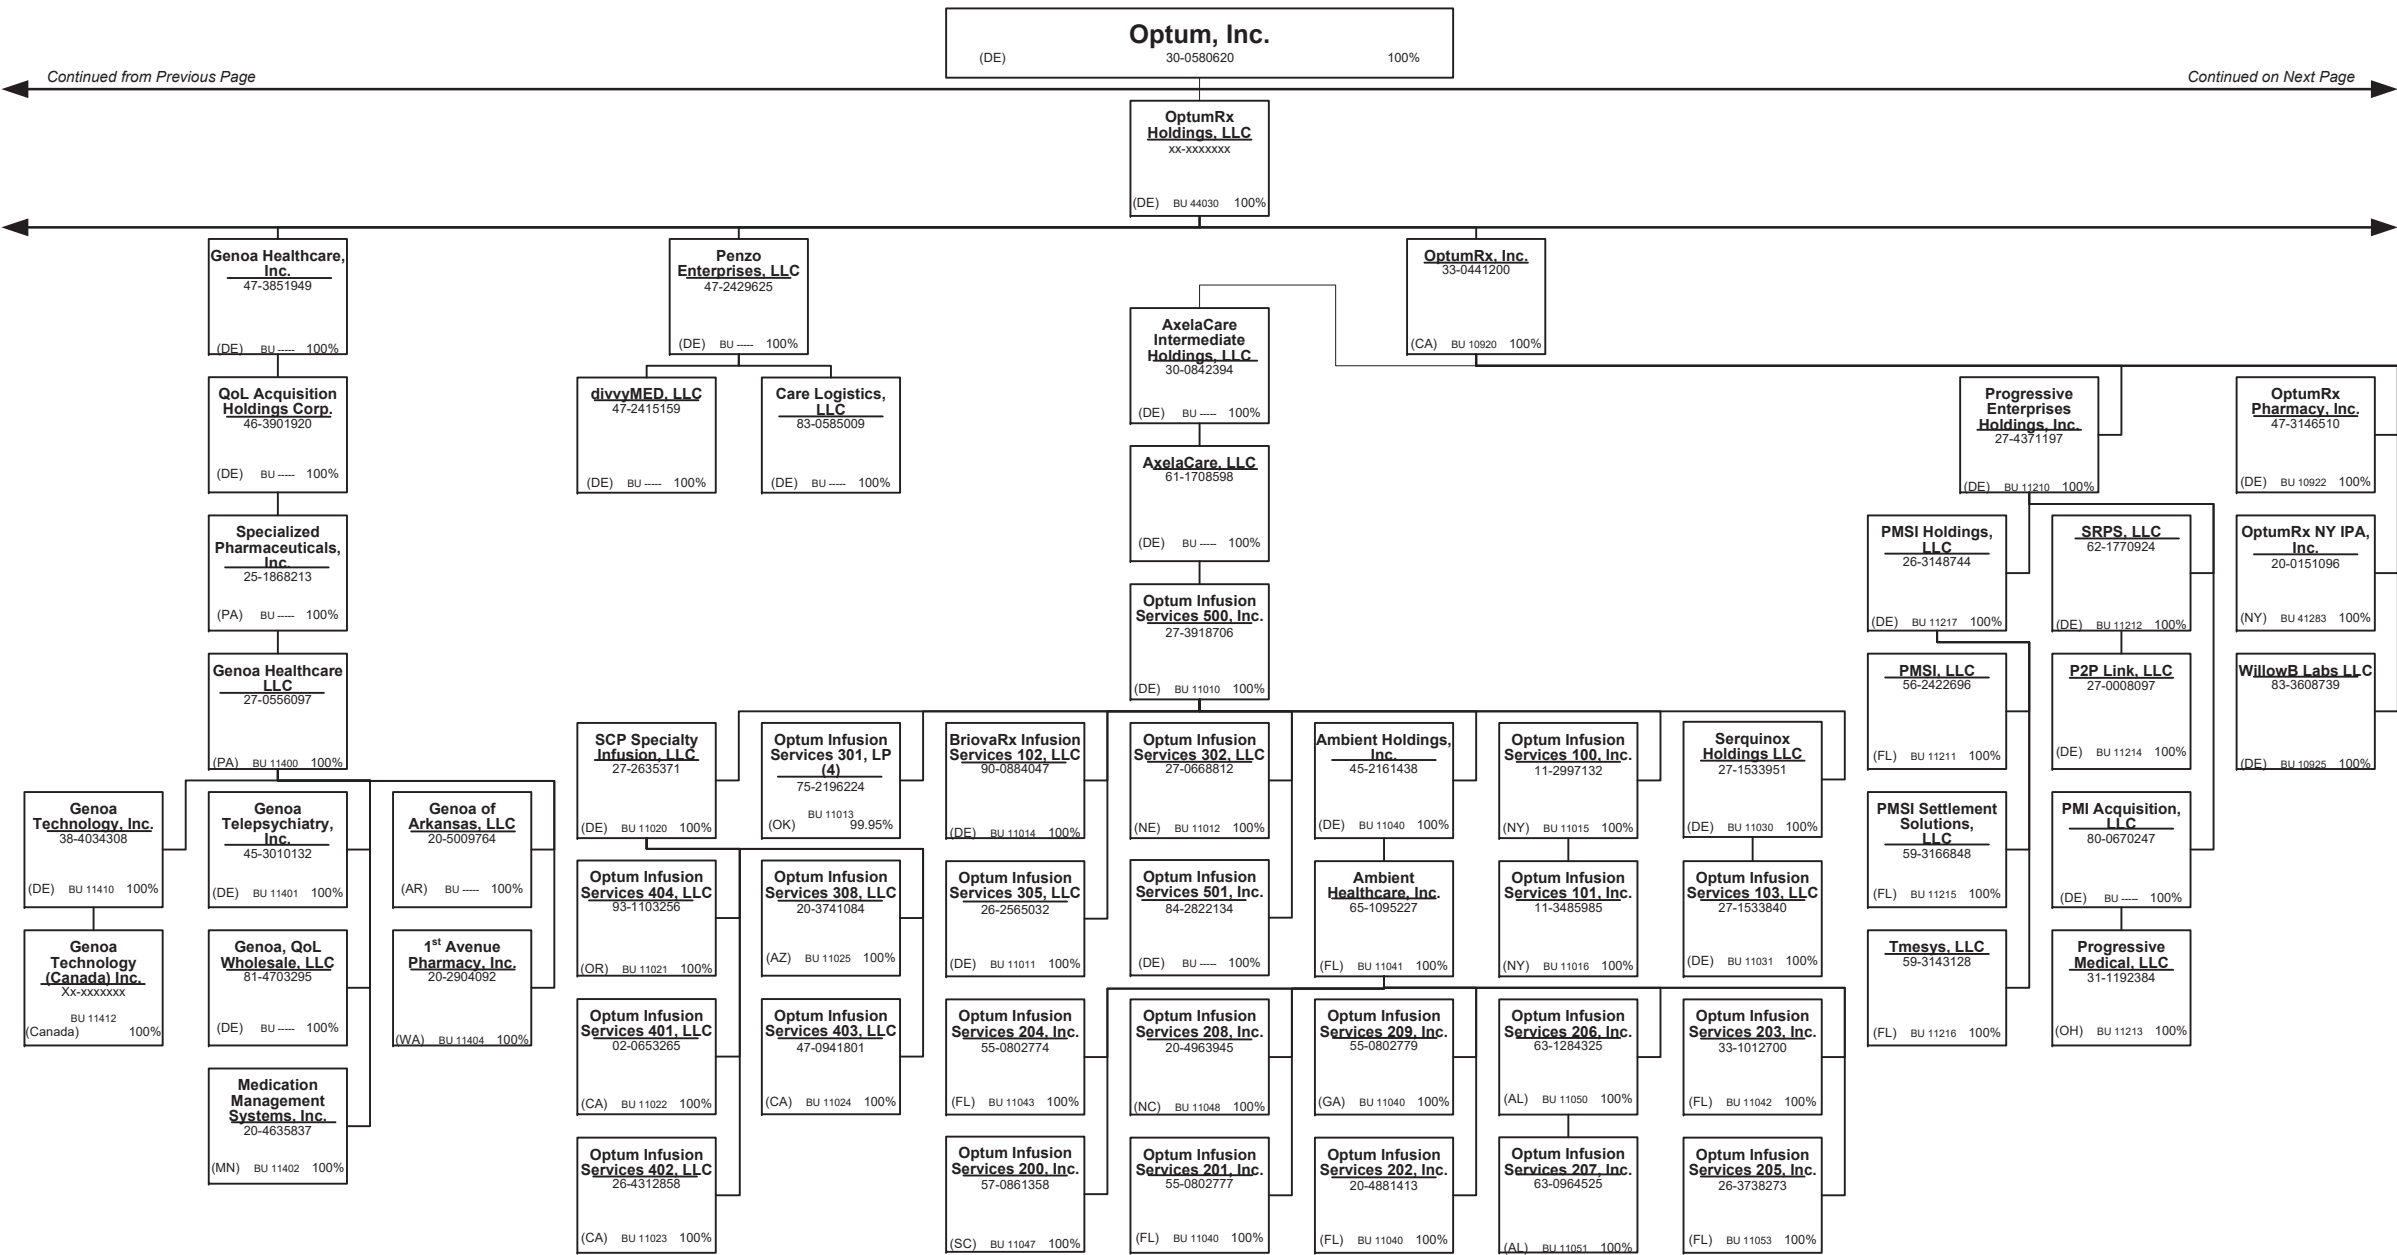 Optum, Inc.
30-0580620
(DE) 100%
Continued from Previous Page
Continued on Next Page
OptumRx
Holdings, LLC
xx-xxxxxxx
(DE) BU 44030 100%
Genoa Healthcare,
Inc.
47-3851949
(DE) BU ----- 100%
Penzo
Enterprises, LLC
47-2429625
(DE) BU ----- 100%
OptumRx, Inc.
33-0441200
(CA) BU 10920 100%
AxelaCare
Intermediate
Holdings, LLC
30-0842394
(DE) BU ----- 100%
QoL Acquisition
Holdings Corp.
46-3901920
(DE) BU ----- 100%
divvyMED, LLC
47-2415159
(DE) BU ----- 100%
Care Logistics,
LLC
83-0585009
(DE) BU ----- 100%
Progressive
Enterprises
Holdings, Inc.
27-4371197
(DE) BU 11210 100%
OptumRx
Pharmacy, Inc.
47-3146510
(DE) BU 10922 100%
AxelaCare, LLC
61-1708598
(DE) BU ----- 100%
Specialized
Pharmaceuticals,
Inc.
25-1868213
(PA) BU ----- 100%
PMSI Holdings,
LLC
26-3148744
(DE) BU 11217 100%
SRPS, LLC
62-1770924
(DE) BU 11212 100%
OptumRx NY IPA,
Inc.
20-0151096
(NY) BU 41283 100%
Optum Infusion
Services 500, Inc.
27-3918706
(DE) BU 11010 100%
Genoa Healthcare
LLC
27-0556097
(PA) BU 11400 100%
PMSI, LLC
56-2422696
(FL) BU 11211 100%
P2P Link, LLC
27-0008097
(DE) BU 11214 100%
WillowB Labs LLC
83-3608739
(DE) BU 10925 100%
SCP Specialty
Infusion, LLC
27-2635371
(DE) BU 11020 100%
Optum Infusion
Services 301, LP
(4)
75-2196224
BU 11013
(OK) 99.95%
BriovaRx Infusion
Services 102, LLC
90-0884047
(DE) BU 11014 100%
Optum Infusion
Services 302, LLC
27-0668812
(NE) BU 11012 100%
Ambient Holdings,
Inc.
45-2161438
(DE) BU 11040 100%
Optum Infusion
Services 100, Inc.
11-2997132
(NY) BU 11015 100%
Serquinox
Holdings LLC
27-1533951
(DE) BU 11030 100%
Genoa
Technology, Inc.
38-4034308
(DE) BU 11410 100%
Genoa
Telepsychiatry,
Inc.
45-3010132
(DE) BU 11401 100%
Genoa of
Arkansas, LLC
20-5009764
(AR) BU ----- 100%
PMSI Settlement
Solutions,
LLC
59-3166848
(FL) BU 11215 100%
PMI Acquisition,
LLC
80-0670247
(DE) BU ----- 100%
Optum Infusion
Services 404, LLC
93-1103256
(OR) BU 11021 100%
Optum Infusion
Services 308, LLC
20-3741084
(AZ) BU 11025 100%
Optum Infusion
Services 305, LLC
26-2565032
(DE) BU 11011 100%
Optum Infusion
Services 501, Inc.
84-2822134
(DE) BU ----- 100%
Ambient
Healthcare, Inc.
65-1095227
(FL) BU 11041 100%
Optum Infusion
Services 101, Inc.
11-3485985
(NY) BU 11016 100%
Optum Infusion
Services 103, LLC
27-1533840
(DE) BU 11031 100%
Genoa
Technology
(Canada) Inc.
Xx-xxxxxxx
BU 11412
(Canada) 100%
Genoa, QoL
Wholesale, LLC
81-4703295
(DE) BU ----- 100%
1st Avenue
Pharmacy, Inc.
20-2904092
(WA) BU 11404 100%
Tmesys, LLC
59-3143128
(FL) BU 11216 100%
Progressive
Medical, LLC
31-1192384
(OH) BU 11213 100%
Optum Infusion
Services 401, LLC
02-0653265
(CA) BU 11022 100%
Optum Infusion
Services 403, LLC
47-0941801
(CA) BU 11024 100%
Optum Infusion
Services 204, Inc.
55-0802774
(FL) BU 11043 100%
Optum Infusion
Services 208, Inc.
20-4963945
(NC) BU 11048 100%
Optum Infusion
Services 209, Inc.
55-0802779
(GA) BU 11040 100%
Optum Infusion
Services 206, Inc.
63-1284325
(AL) BU 11050 100%
Optum Infusion
Services 203, Inc.
33-1012700
(FL) BU 11042 100%
Medication
Management
Systems, Inc.
20-4635837
(MN) BU 11402 100%
Optum Infusion
Services 402, LLC
26-4312858
(CA) BU 11023 100%
Optum Infusion
Services 200, Inc.
57-0861358
(SC) BU 11047 100%
Optum Infusion
Services 201, Inc.
55-0802777
(FL) BU 11040 100%
Optum Infusion
Services 202, Inc.
20-4881413
(FL) BU 11040 100%
Optum Infusion
Services 207, Inc.
63-0964525
(AL) BU 11051 100%
Optum Infusion
Services 205, Inc.
26-3738273
(FL) BU 11053 100%